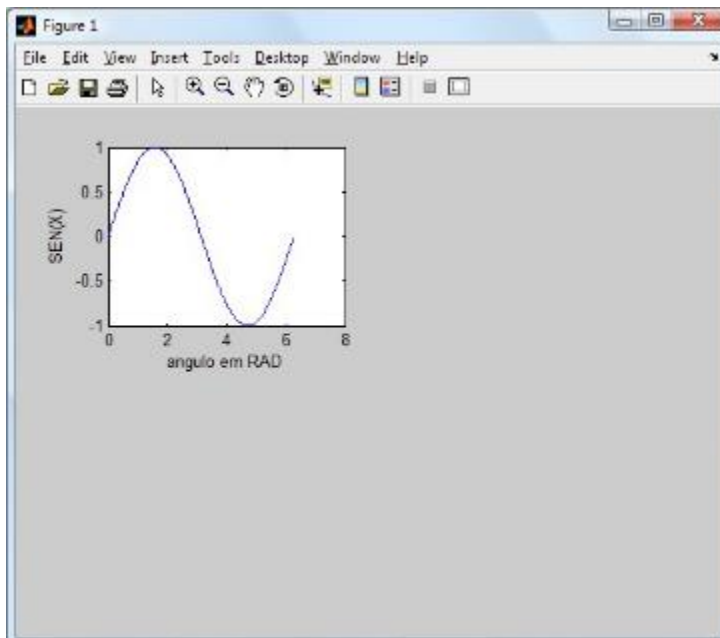 Figure 1
File Edit View Insert Tools Desktop Window Help
1
0.5
0
-0.5
-1
SEN(X)
0 2 4 6 8
angulo em RAD